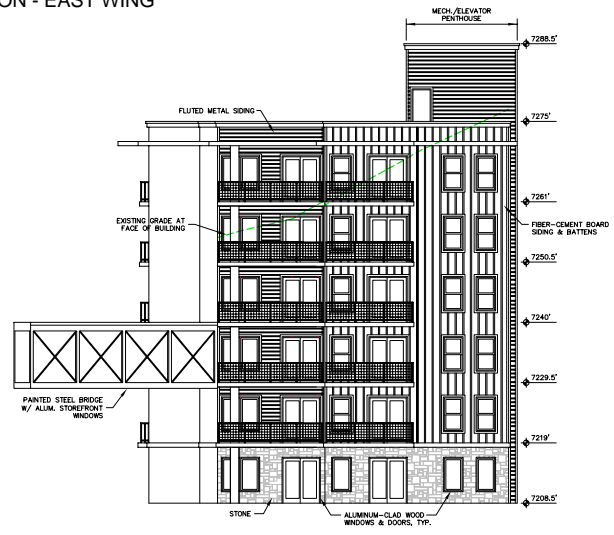 ON - EAST WING
MECH./ELEVATOR
PENTHOUSE
7288.5'
FLUTED METAL SIDING
7275'
7261'
EXISTING GRADE AT
FACE OF BUILDING
FIBER-CEMENT BOARD
SIDING & BATTENS
7250.5'
7240'
7229.5'
PAINTED STEEL BRIDGE
W/ ALUM. STOREFRONT
WINDOWS
7219'
7208.5'
STONE
ALUMINUM-CLAD WOOD
WINDOWS & DOORS, TYP.